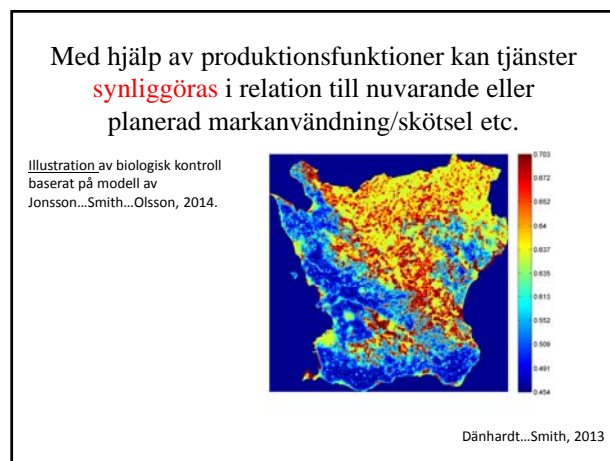 Med hjälp av produktionsfunktioner kan tjänster
synliggöras i relation till nuvarande eller
planerad markanvändning/skötsel etc.
Illustration av biologisk kontroll
baserat på modell av
Jonsson...Smith...Olsson, 2014.
0.703
0.672
0.64
0.637
0.635
0.613
0.552
0.509
0.491
0.454
Dänhardt...Smith, 2013